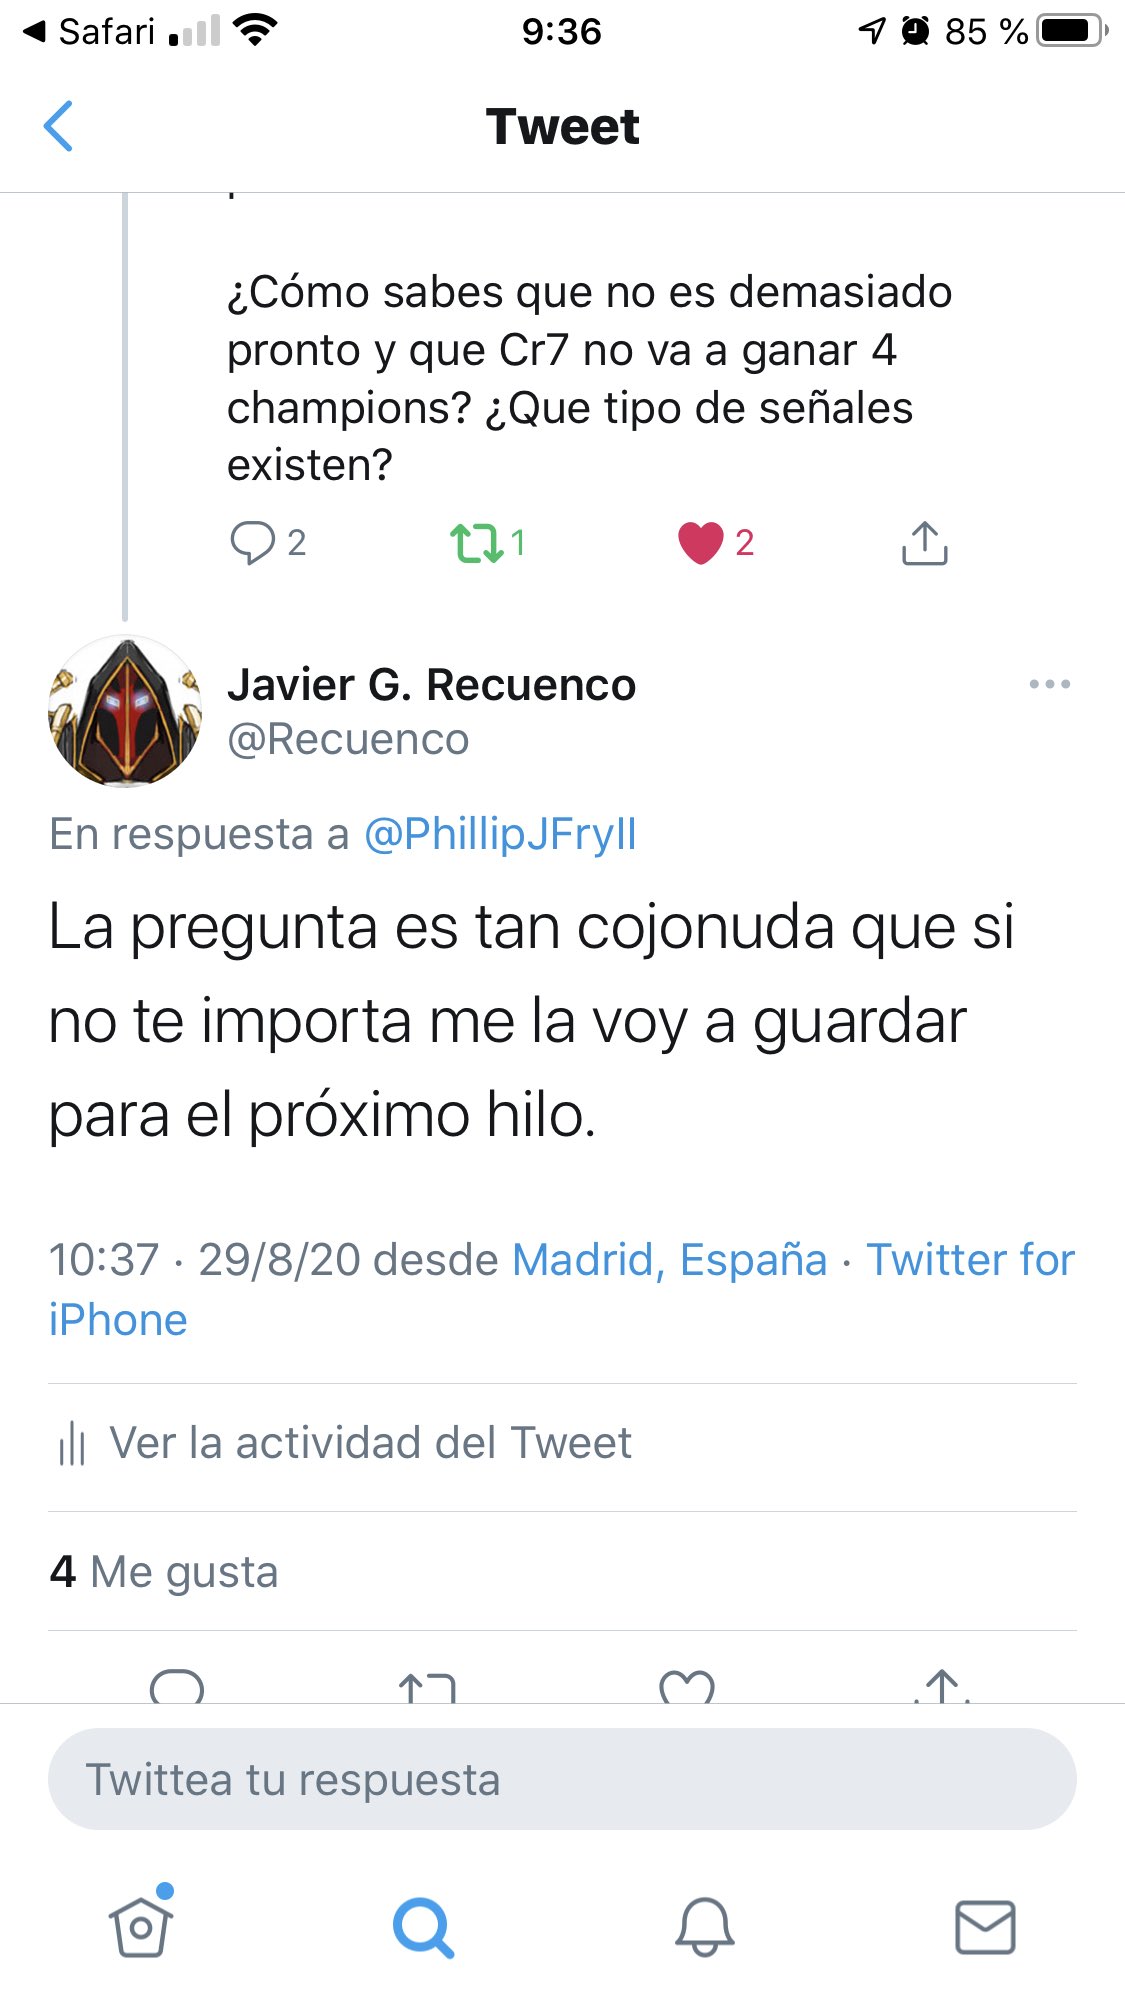 Safari
9:36
85 %
Tweet
¿Cómo sabes que no es demasiado
pronto y que Cr7 no va a ganar 4
champions? ¿Que tipo de señales
existen?
2
1
2
Javier G. Recuenco
@Recuenco
En respuesta a @PhillipJFryII
La pregunta es tan cojonuda que si
no te importa me la voy a guardar
para el próximo hilo.
10:37 · 29/8/20 desde Madrid, España · Twitter for
iPhone
Ver la actividad del Tweet
4 Me gusta
Twittea tu respuesta